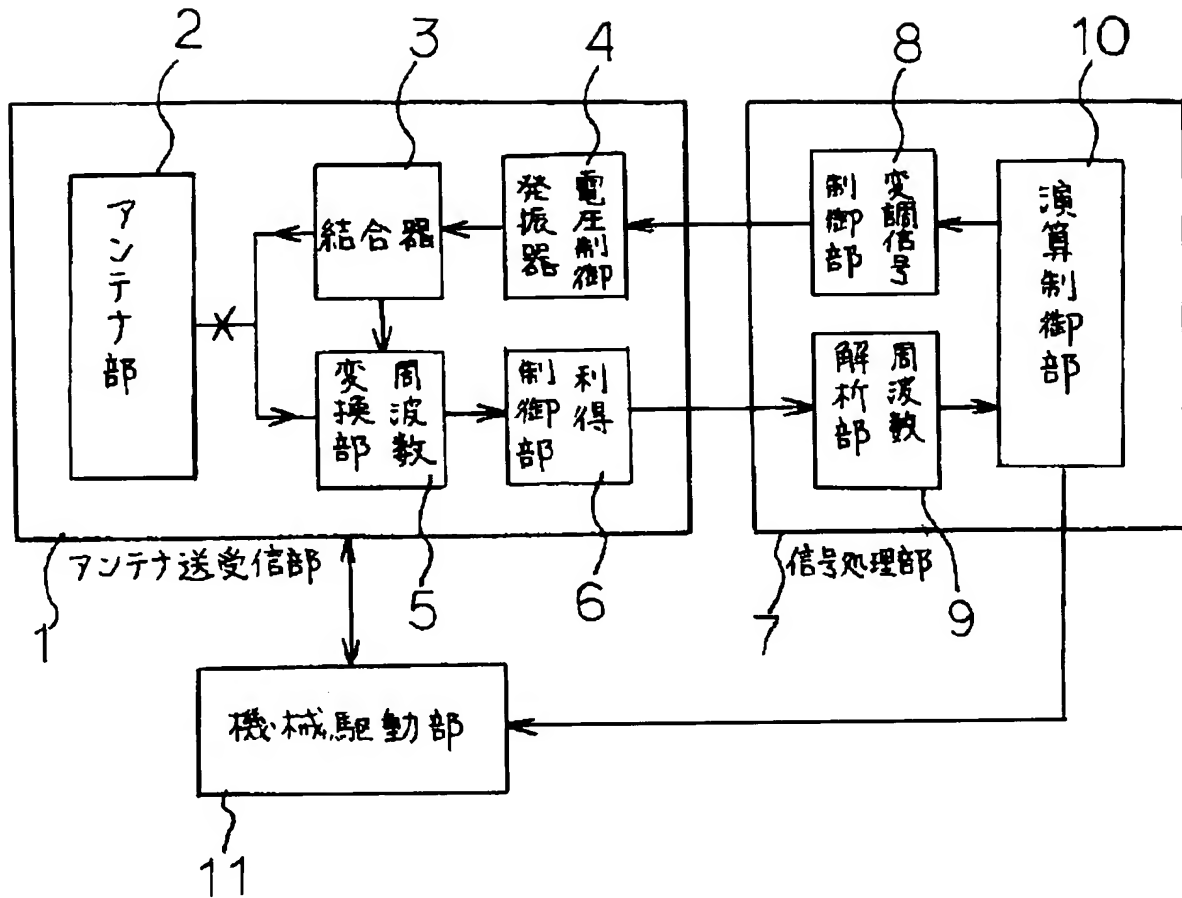 2
3
4
8
10
アンテナ部
結合器
電圧制御
発振器
変調信号
制御部
演算制御部
周波数
変換部
利得
制御部
周波数
解析部
アンテナ送受信部
信号処理部
1
5
6
7
9
機械駆動部
11